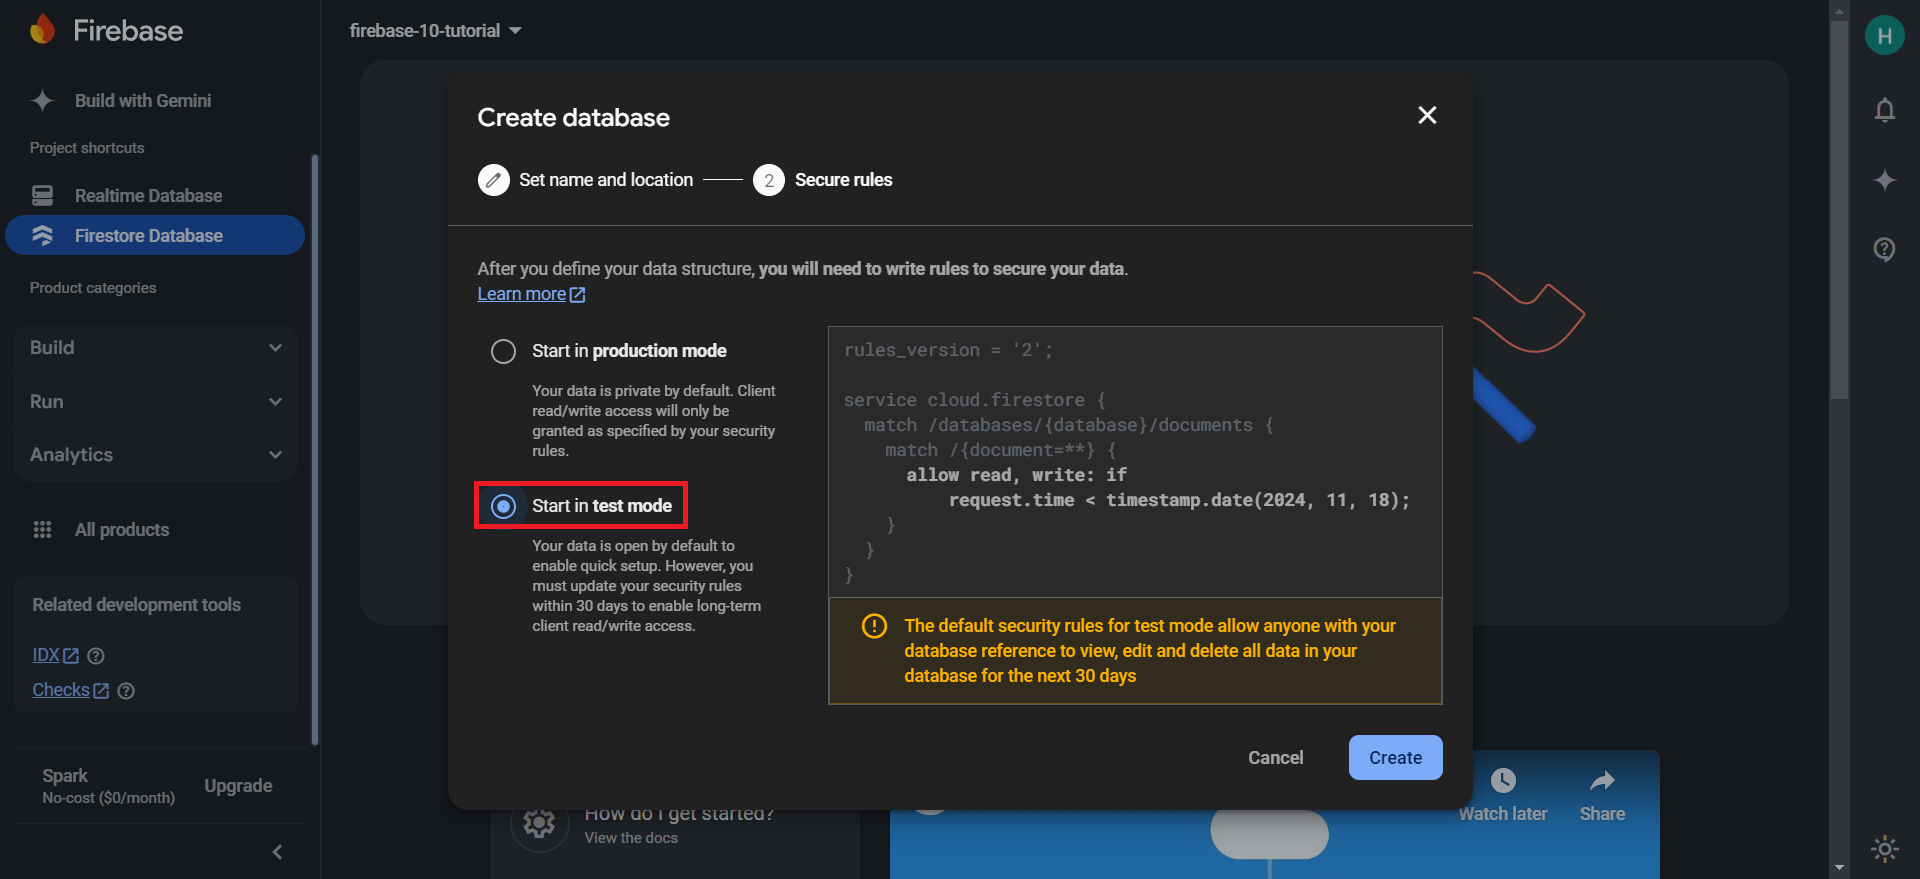 Firebase
Build with Gemini
Project shortcuts
Realtime Database
Firestore Database
Product categories
Build
Run
Analytics
All products
Related development tools
IDX
Checks
Spark
No-cost ($0/month)
Upgrade
firebase-10-tutorial
Create database
Set name and location
2
Secure rules
After you define your data structure, you will need to write rules to secure your data.
Learn more
Start in production mode
Your data is private by default. Client
read/write access will only be
granted as specified by your security
rules.
Start in test mode
Your data is open by default to
enable quick setup. However, you
must update your security rules
within 30 days to enable long-term
client read/write access.
rules_version = '2';
service cloud.firestore {
match /databases/{database}/documents {
match /{document=**} {
allow read, write: if
request.time < timestamp.date(2024, 11, 18);
}
}
}
The default security rules for test mode allow anyone with your
database reference to view, edit and delete all data in your
database for the next 30 days
Cancel
Create
How do I get started?
View the docs
Watch later
Share
H